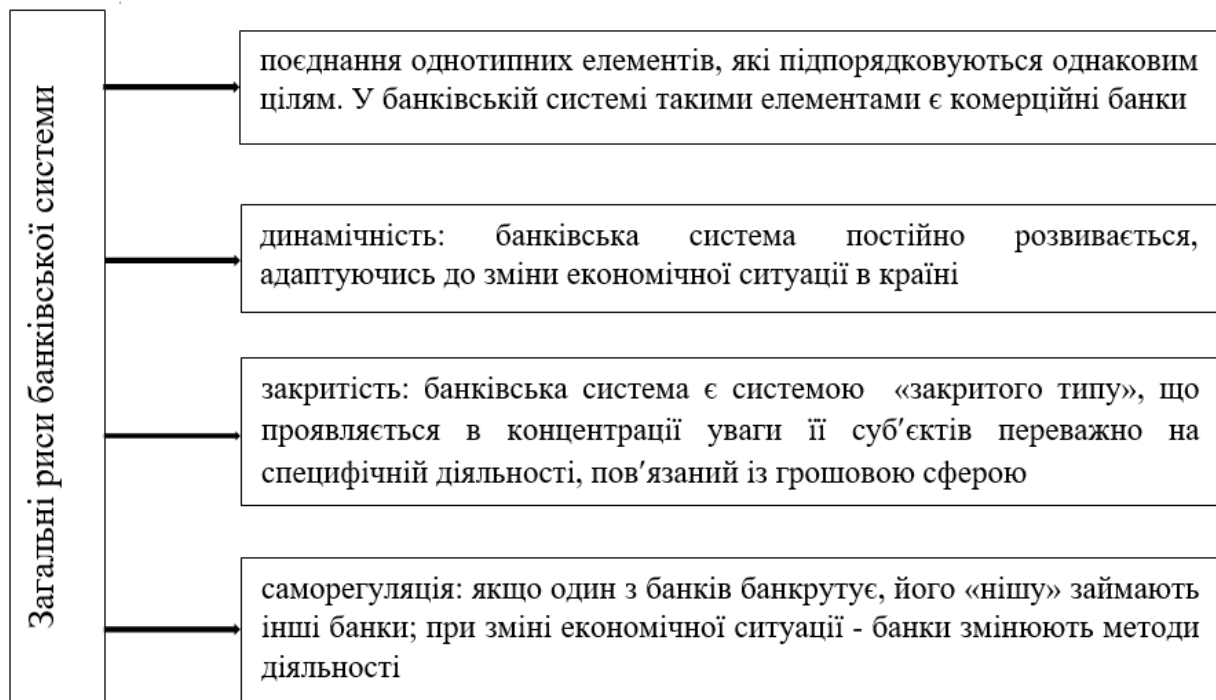 Загальні риси банківської системи
поєднання однотипних елементів, які підпорядковуються однаковим
цілям. У банківській системі такими елементами є комерційні банки
динамічність: банківська система постійно розвивається,
адаптуючись до зміни економічної ситуації в країні
закритість: банківська система є системою «закритого типу», що
проявляється в концентрації уваги її суб′єктів переважно на
специфічній діяльності, пов′язаний із грошовою сферою
саморегуляція: якщо один з банків банкрутує, його «нішу» займають
інші банки; при зміні економічної ситуації - банки змінюють методи
діяльності